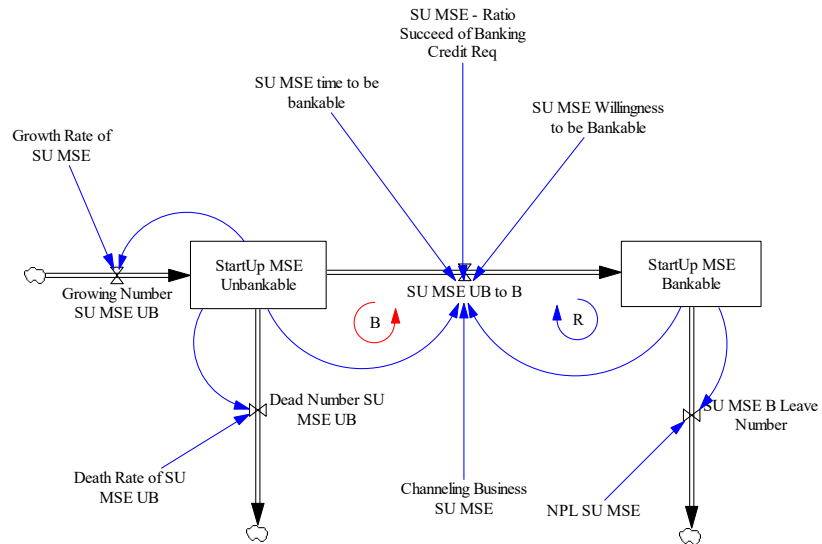 SU MSE - Ratio
Succeed of Banking
Credit Req
SU MSE time to be
bankable
SU MSE Willingness
to be Bankable
Growth Rate of
SU MSE
StartUp MSE
Unbankable
StartUp MSE
Bankable
Growing Number
SU MSE UB
SU MSE UB to B
B
R
Dead Number SU
MSE UB
SU MSE B Leave
Number
Death Rate of SU
MSE UB
Channeling Business
SU MSE
NPL SU MSE